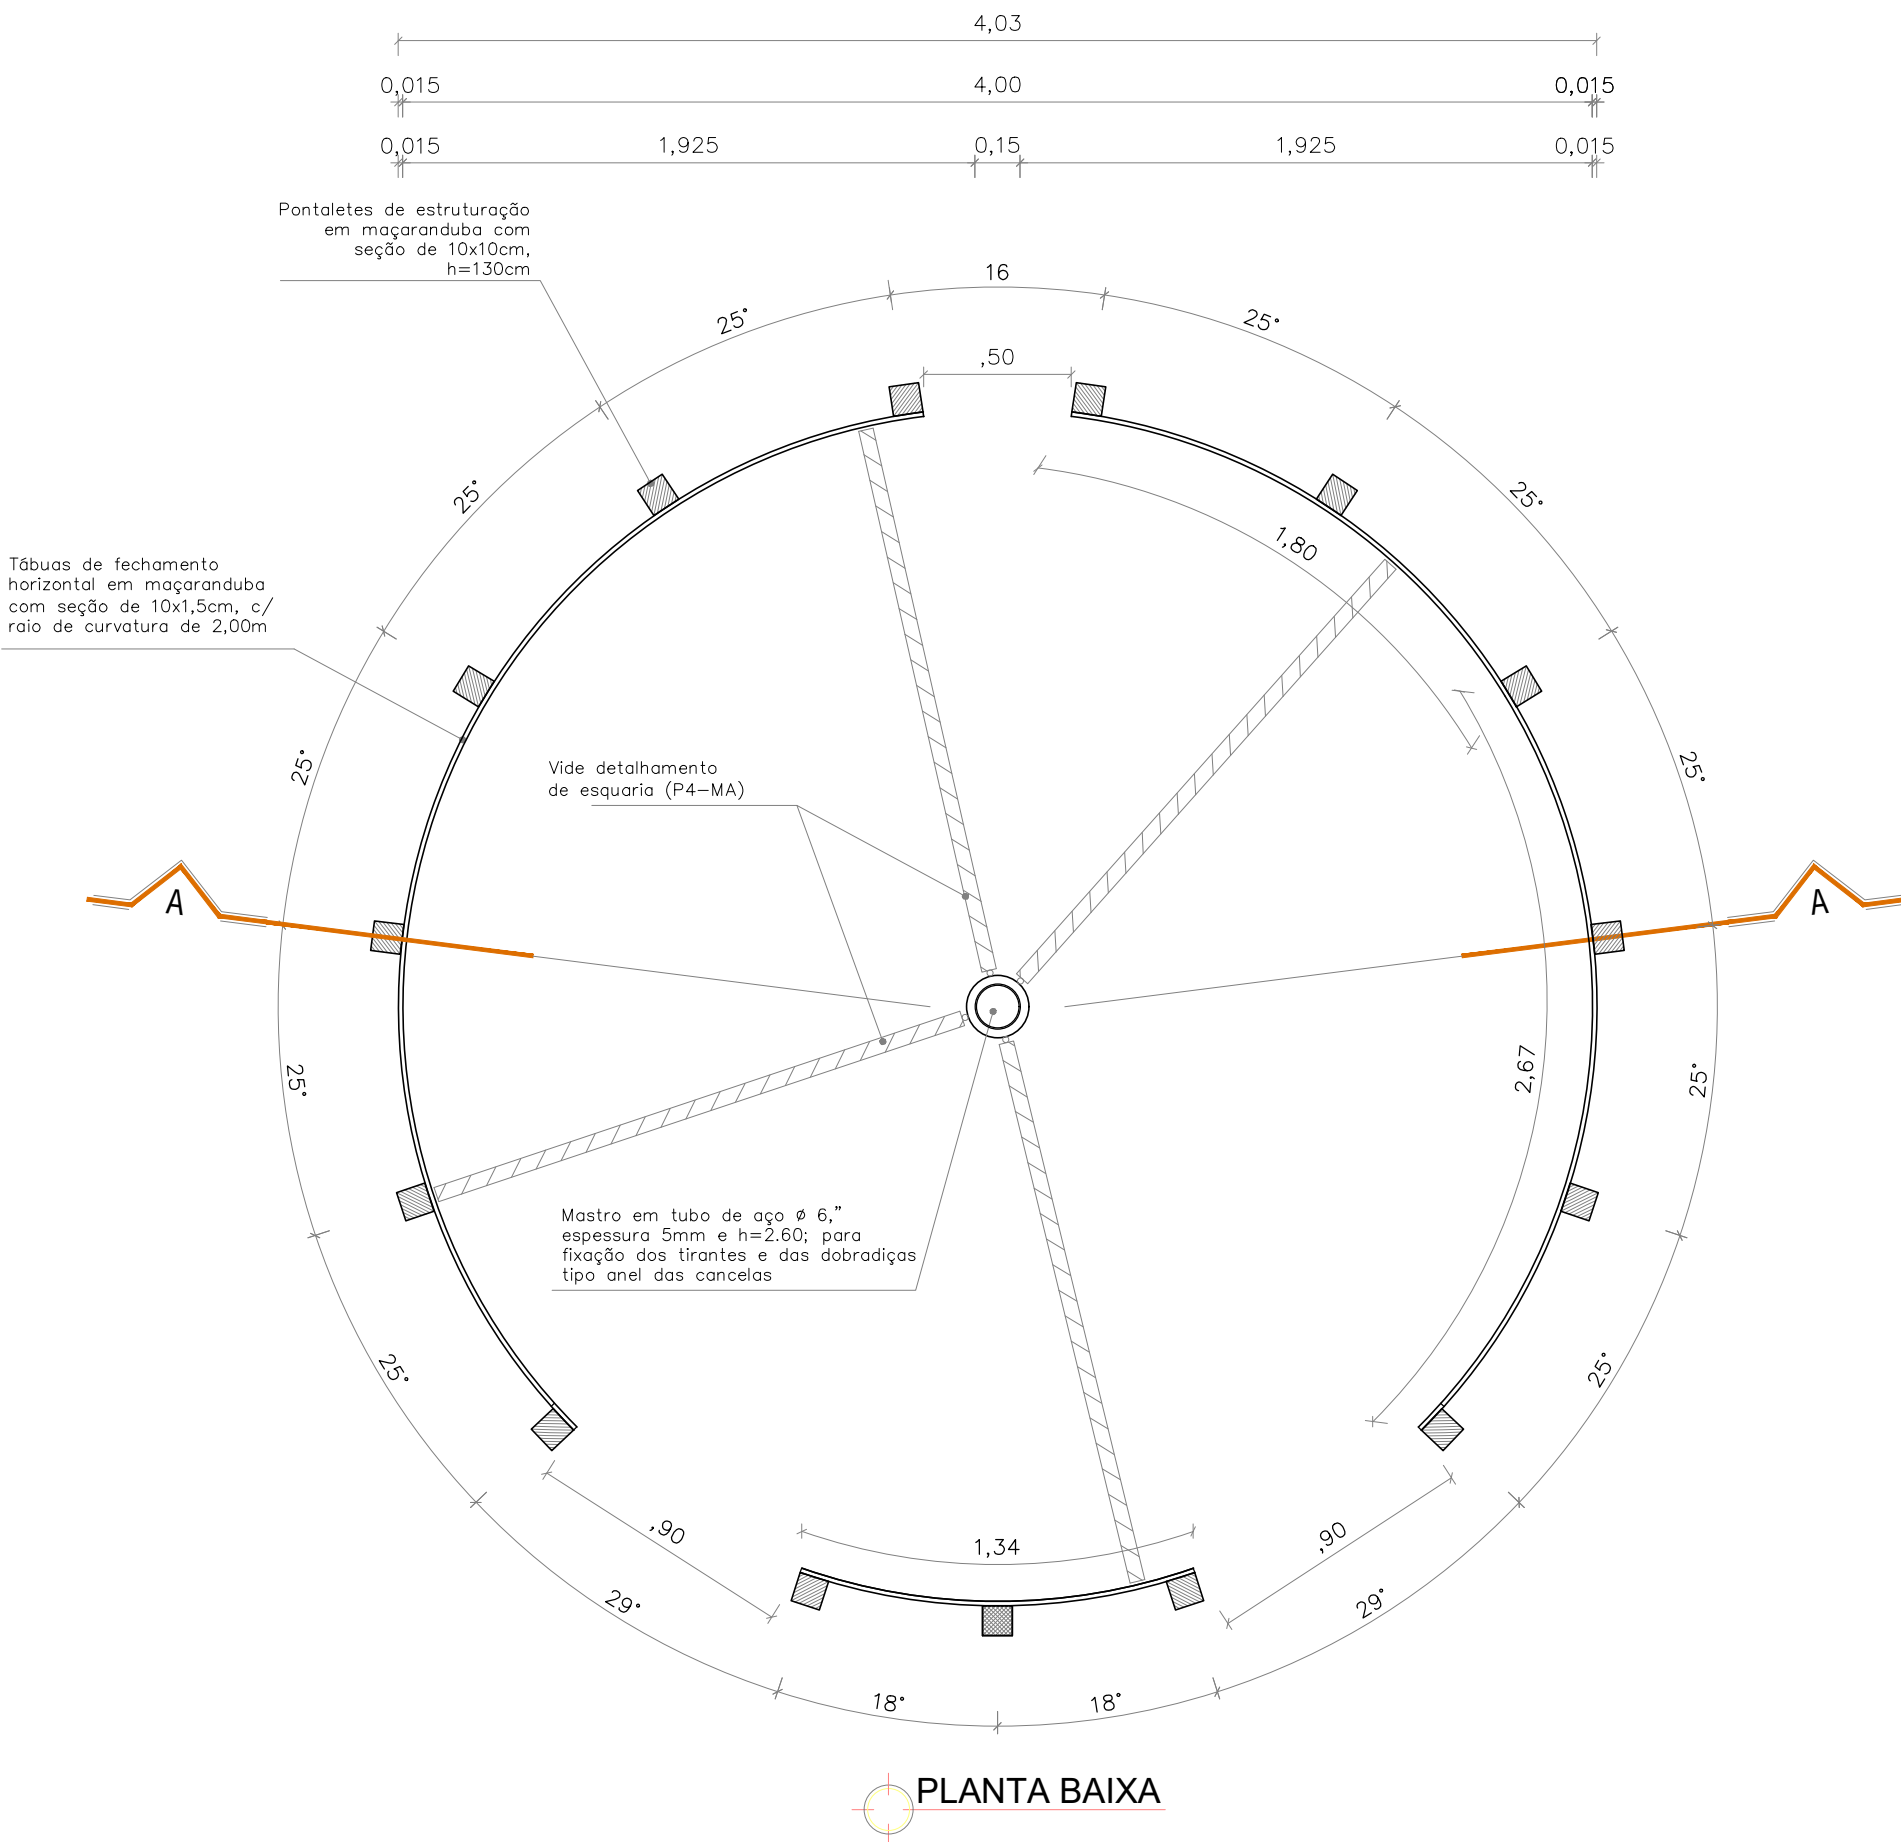 4,03
0,015
4,00
0,015
0,015
1,925
0,15
1,925
0,015
Pontaletes de estruturação
em maçaranduba com
seção de 10x10cm,
h=130cm
16
25°
25°
,50
25°
25°
1,80
Tábuas de fechamento
horizontal em maçaranduba
com seção de 10x1,5cm, c/
raio de curvatura de 2,00m
25°
25°
Vide detalhamento
de esquaria (P4-MA)
A
A
25°
25°
2,67
Mastro em tubo de aço ø 6,”
espessura 5mm e h=2.60; para
fixação dos tirantes e das dobradiças
tipo anel das cancelas
25°
25°
,90
1,34
,90
29°
29°
18°
18°
PLANTA BAIXA